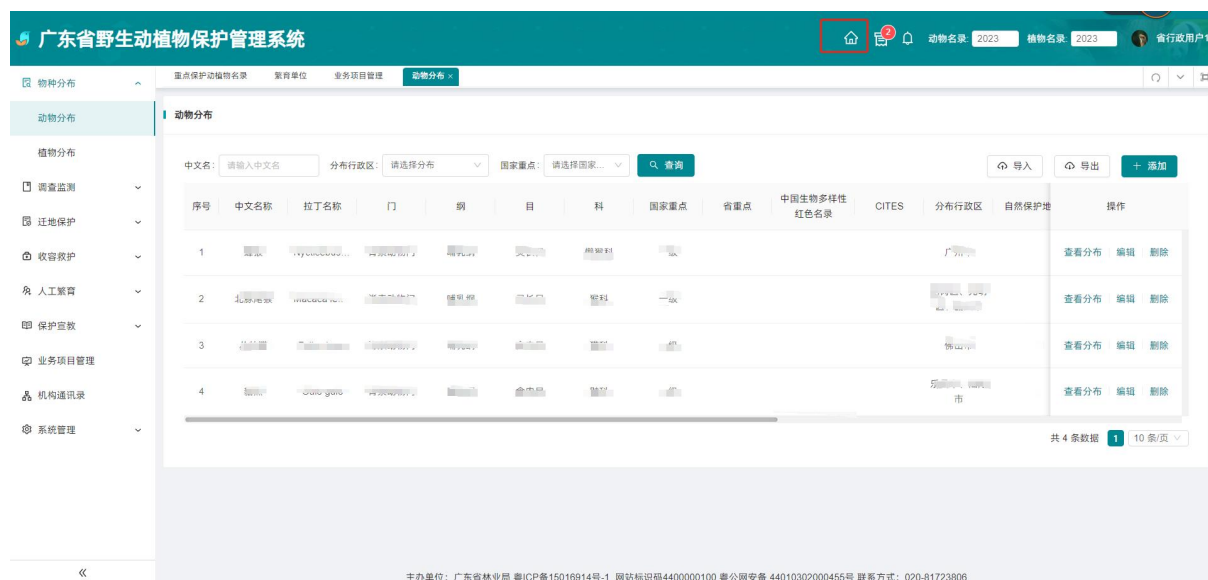 广东省野生动植物保护管理系统
2
动物名录: 2023 植物名录: 2023 省行政用户1
物种分布
动物分布
植物分布
调查监测
迁地保护
收容救护
人工繁育
保护宣教
业务项目管理
机构通讯录
系统管理
«
重点保护动植物名录 繁育单位 业务项目管理 动物分布 ×
动物分布
中文名: 请输入中文名 分布行政区: 请选择分布 国家重点: 请选择国家... 查询 导入 导出 + 添加
序号 中文名称 拉丁名称 门 纲 目 科 国家重点 省重点 中国生物多样性红色名录 CITES 分布行政区 自然保护地 操作
1 查看分布 编辑 删除
2 一级 查看分布 编辑 删除
3 查看分布 编辑 删除
4 市 查看分布 编辑 删除
共 4 条数据 1 10 条/页
主办单位：广东省林业局 粤ICP备15016914号-1 网站标识码4400000100 粤公网安备 44010302000455号 联系方式：020-81723806